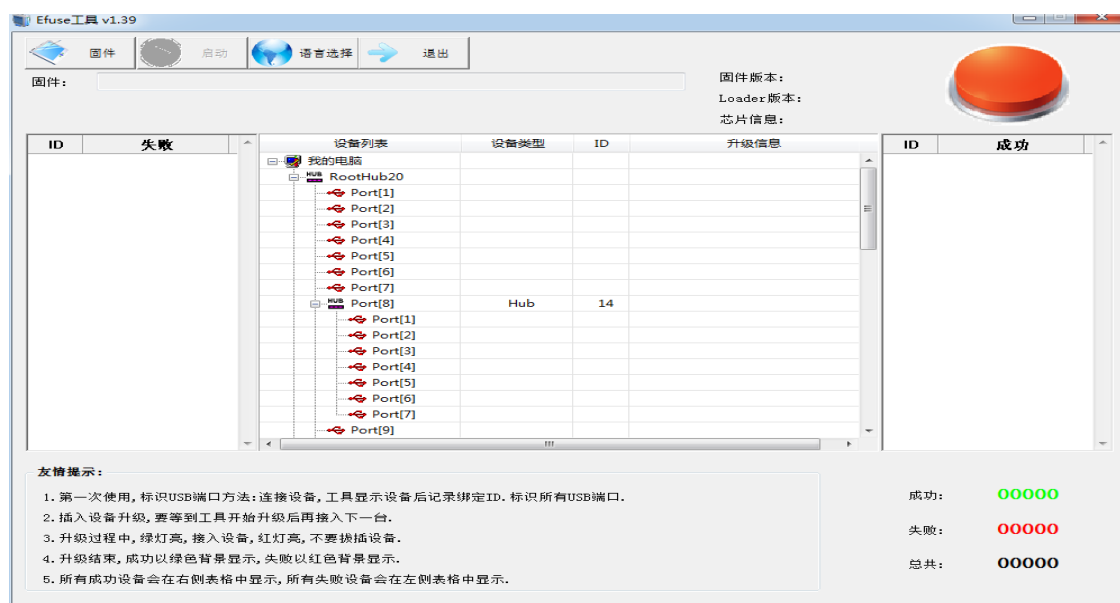 Efuse工具 v1.39
固件 启动 语言选择 退出
固件:
固件版本:
Loader版本:
芯片信息:
ID 失败
设备列表 设备类型 ID 升级信息
ID 成功
我的电脑
HUB RootHub20
Port[1]
Port[2]
Port[3]
Port[4]
Port[5]
Port[6]
Port[7]
HUB Port[8] Hub 14
Port[1]
Port[2]
Port[3]
Port[4]
Port[5]
Port[6]
Port[7]
Port[9]
友情提示:
1. 第一次使用, 标识USB端口方法:连接设备, 工具显示设备后记录绑定ID. 标识所有USB端口.
2. 插入设备升级, 要等到工具开始升级后再接入下一台.
3. 升级过程中, 绿灯亮, 接入设备, 红灯亮, 不要拔插设备.
4. 升级结束, 成功以绿色背景显示, 失败以红色背景显示.
5. 所有成功设备会在右侧表格中显示, 所有失败设备会在左侧表格中显示.
成功: 00000
失败: 00000
总共: 00000